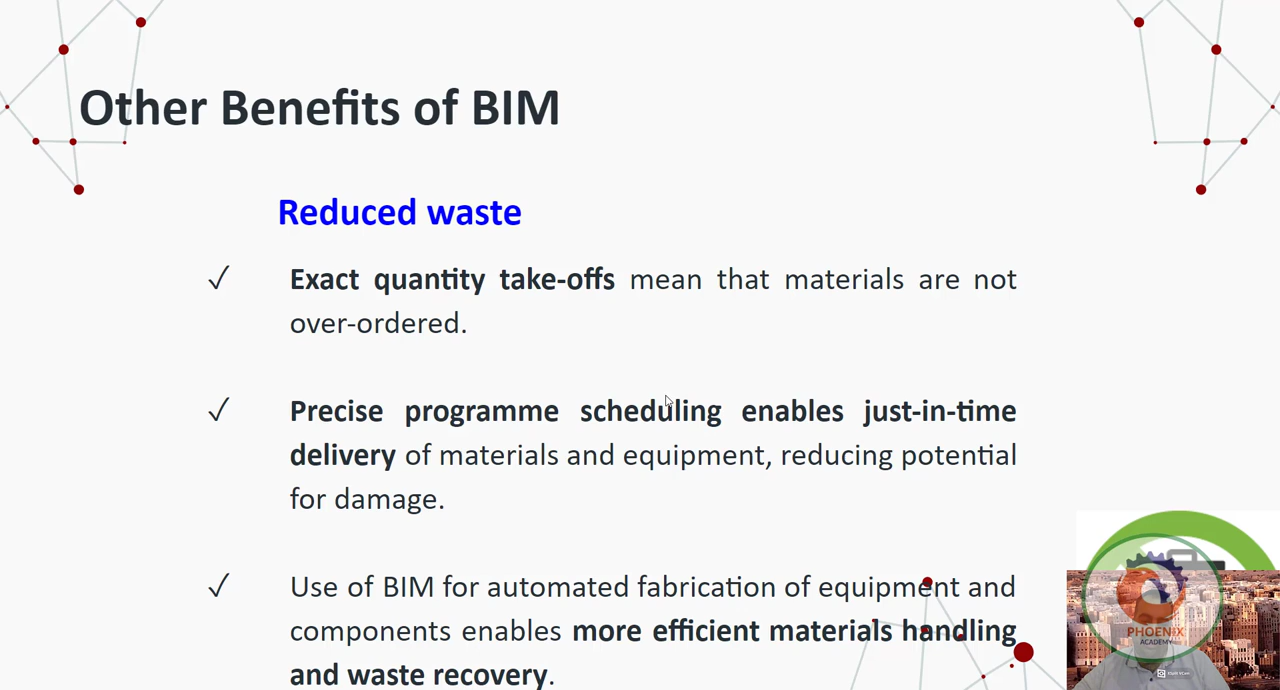 Other Benefits of BIM
Reduced waste
✓ Exact quantity take-offs mean that materials are not
over-ordered.
✓ Precise programme scheduling enables just-in-time
delivery of materials and equipment, reducing potential
for damage.
✓ Use of BIM for automated fabrication of equipment and
components enables more efficient materials handling
and waste recovery.
PHOENIX
ACADEMY